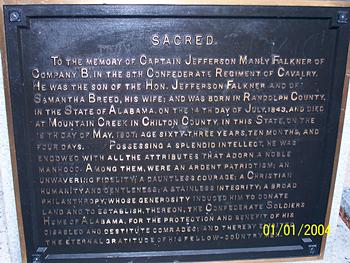 SACRED
TO THE MEMORY OF CAPTAIN JEFFERSON MANLY FALKNER OF
COMPANY B. IN THE 8TH CONFEDERATE REGIMENT OF CAVALRY.
HE WAS THE SON OF THE HON. JEFFERSON FALKNER AND OF
SAMANTHA BREED, HIS WIFE; AND WAS BORN IN RANDOLPH COUNTY,
IN THE STATE OF ALABAMA, ON THE DAY OF JULY, 1843, AND DIED
AT MOUNTAIN CREEK IN CHILTON COUNTY, IN THIS STATE, ON THE
DAY OF MAY, 1907; AGE SIXTY-THREE YEARS, TEN MONTHS, AND
FOUR DAYS. POSSESSING A SPLENDID INTELLECT, HE WAS
ENDOWED WITH ALL THE ATTRIBUTES THAT ADORN A NOBLE
MANHOOD. AMONG THEM, WERE AN ARDENT PATRIOTISM; AN
UNWAVERING FIDELITY; A DAUNTLESS COURAGE; A CHRISTIAN
HUMANITY AND GENTLENESS; A STAINLESS INTEGRITY; A BROAD
PHILANTHROPY, WHOSE GENEROSITY INDUCED HIM TO DONATE
LAND AND TO ESTABLISH, THEREON, THE CONFEDERATE SOLDIERS
HOME OF ALABAMA, FOR THE PROTECTION AND BENEFIT OF HIS
DISABLED AND DESTITUTE COMRADES; AND THEREBY
THE ETERNAL GRATITUDE OF HIS FELLOW-COUNTRYMEN
01/01/2004